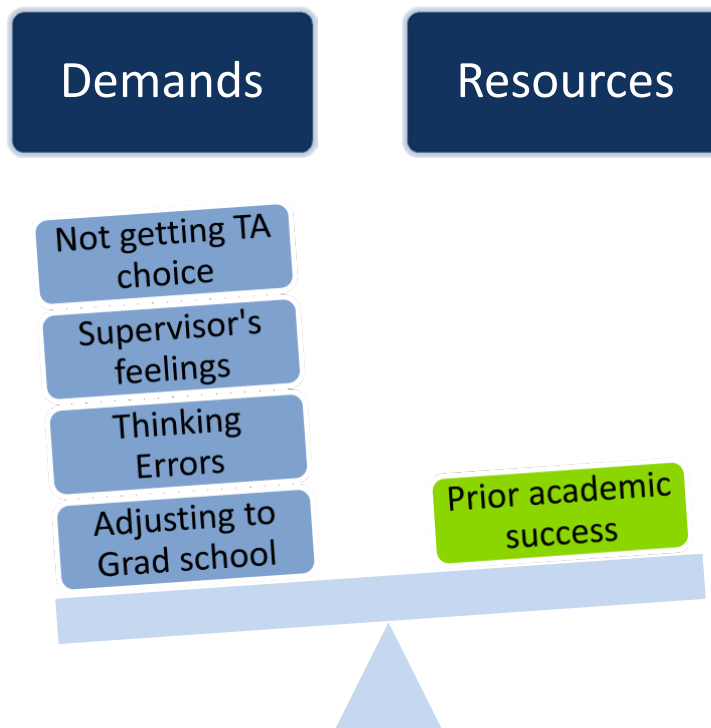 Demands
Resources
Not getting TA
choice
Supervisor's
feelings
Thinking
Errors
Adjusting to
Grad school
Prior academic
success